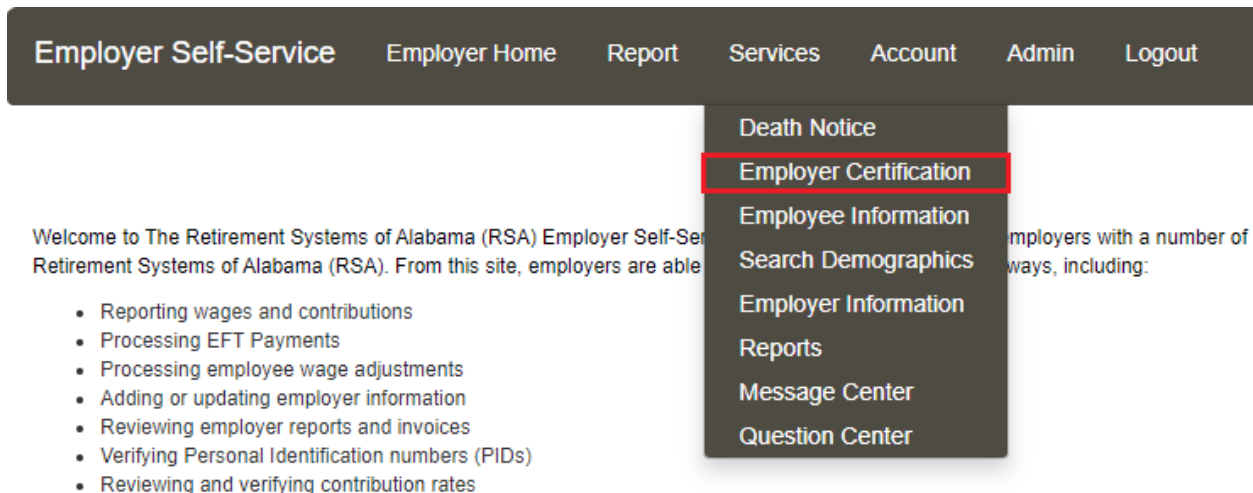 Employer Self-Service Employer Home Report Services Account Admin Logout
Death Notice
Employer Certification
Employee Information
Search Demographics
Employer Information
Reports
Message Center
Question Center
Welcome to The Retirement Systems of Alabama (RSA) Employer Self-Ser mployers with a number of
Retirement Systems of Alabama (RSA). From this site, employers are able ways, including:
• Reporting wages and contributions
• Processing EFT Payments
• Processing employee wage adjustments
• Adding or updating employer information
• Reviewing employer reports and invoices
• Verifying Personal Identification numbers (PIDs)
• Reviewing and verifying contribution rates